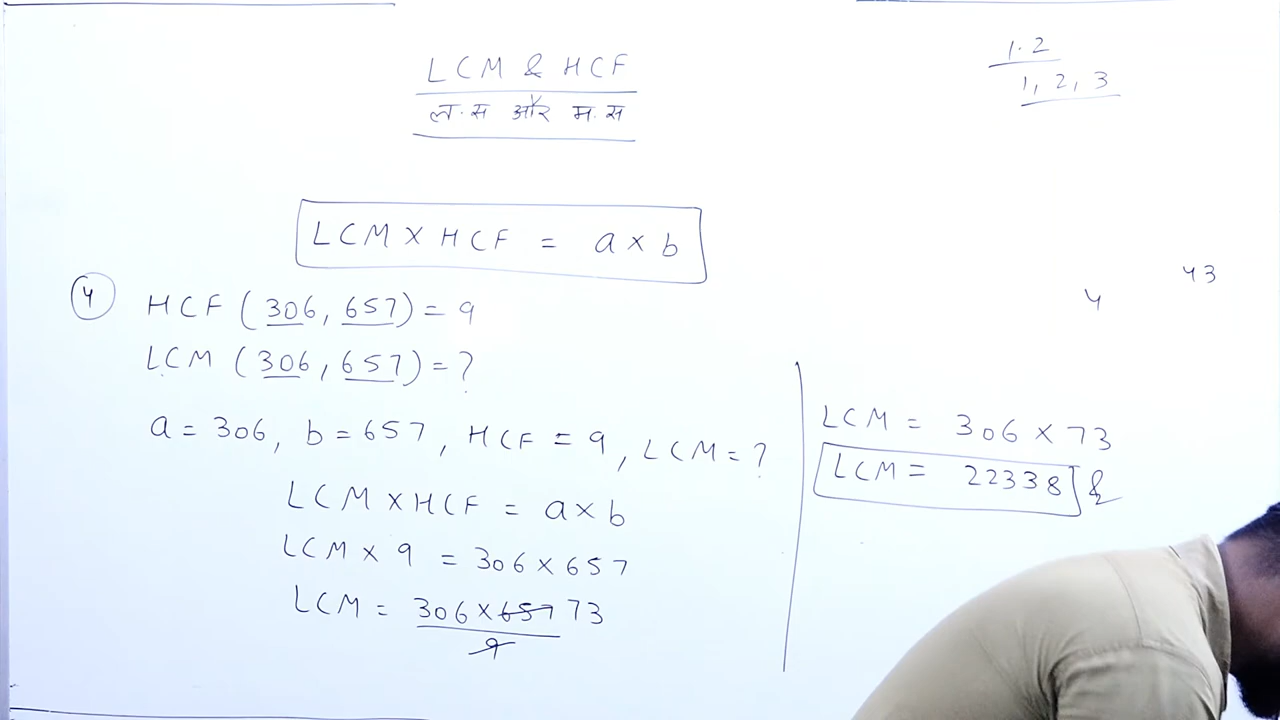 LCM & HCF
ल.स और म.स
1.2
1, 2, 3
LCM X HCF = a x b
4
HCF (306, 657) = 9
LCM (306, 657) = ?
a = 306, b = 657, HCF = 9, LCM = ?
LCM X HCF = a x b
LCM X 9 = 306 X 657
LCM = 306 X 657 73
9
43
4
LCM = 306 X 73
LCM = 22338